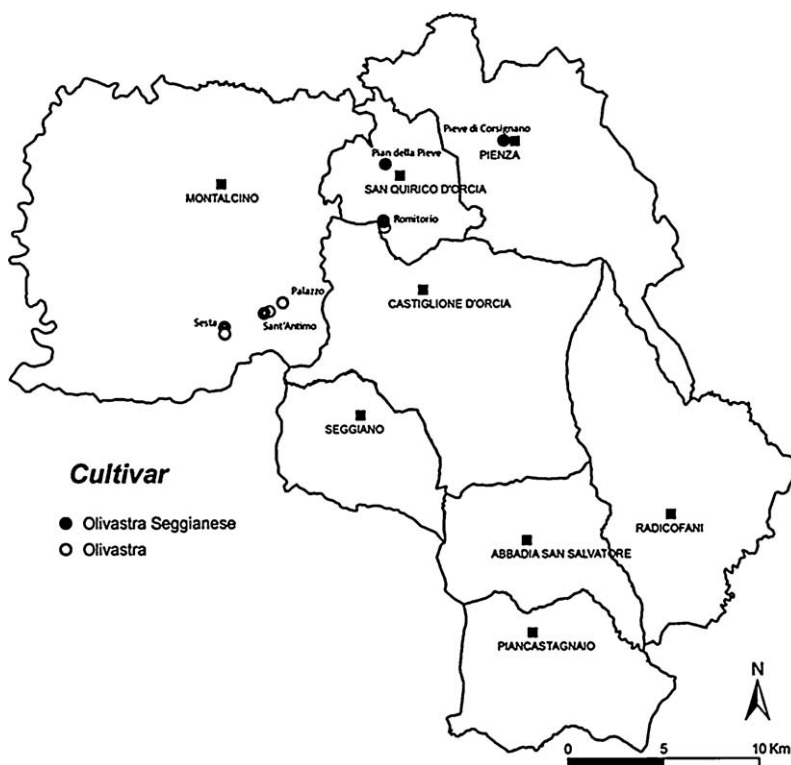 Pieve di Corsignano
PIENZA
Pian della Pieve
SAN QUIRICO D'ORCIA
MONTALCINO
Romitorio
Palazzo
CASTIGLIONE D'ORCIA
Sesta
Sant'Antimo
SEGGIANO
Cultivar
Olivastra Seggianese
Olivastra
RADICOFANI
ABBADIA SAN SALVATORE
PIANCASTAGNAIO
N
0 5 10 Km